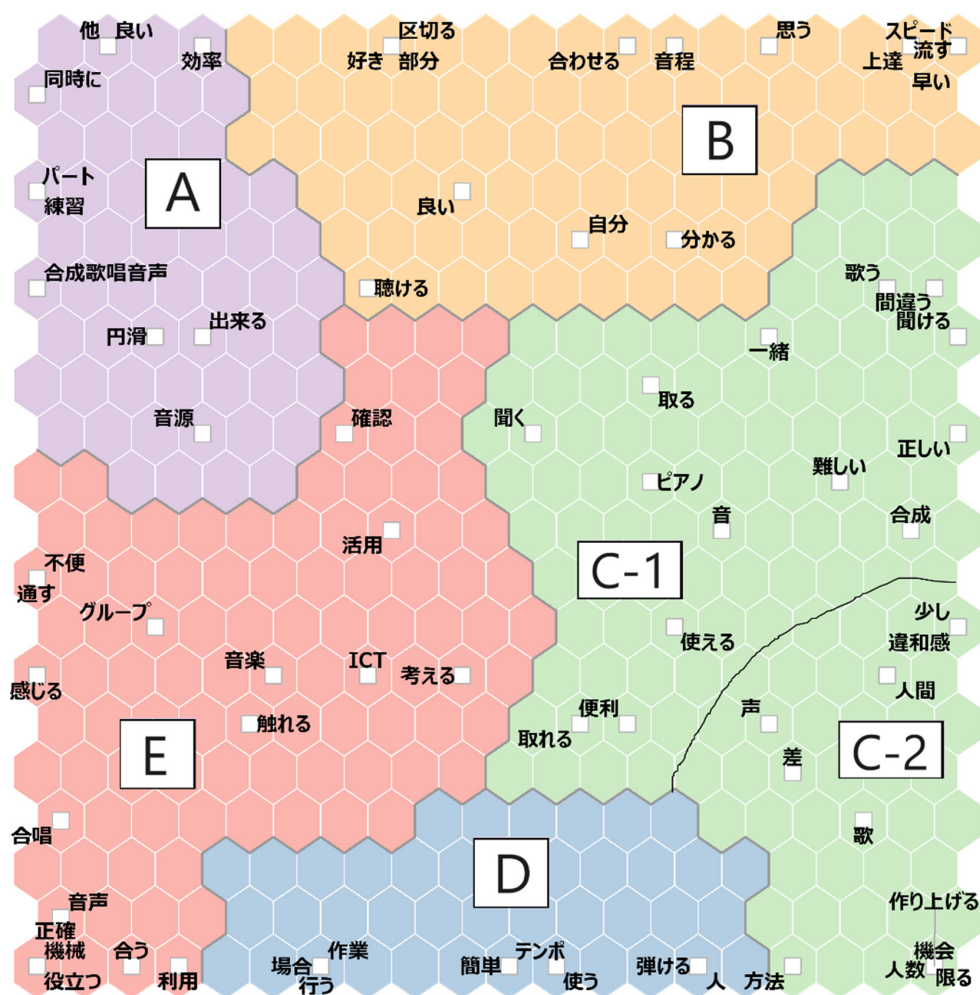 他 良い
効率
区切る
好き 部分
合わせる
音程
思う
スピード
上達
流す
早い
同時に
A
B
パート
練習
良い
自分
分かる
合成歌唱音声
聴ける
歌う
間違う
聞ける
円滑
出来る
一緒
取る
音源
確認
聞く
正しい
難しい
ピアノ
音
合成
活用
C-1
不便
通す
グループ
使える
少し
違和感
音楽
ICT
考える
感じる
人間
触れる
取れる
便利
声
差
E
C-2
合唱
歌
D
音声
正確
機械
役立つ
合う
利用
場合
作業
行う
簡単
テンポ
使う
弾ける
人
方法
作り上げる
機会
人数
限る